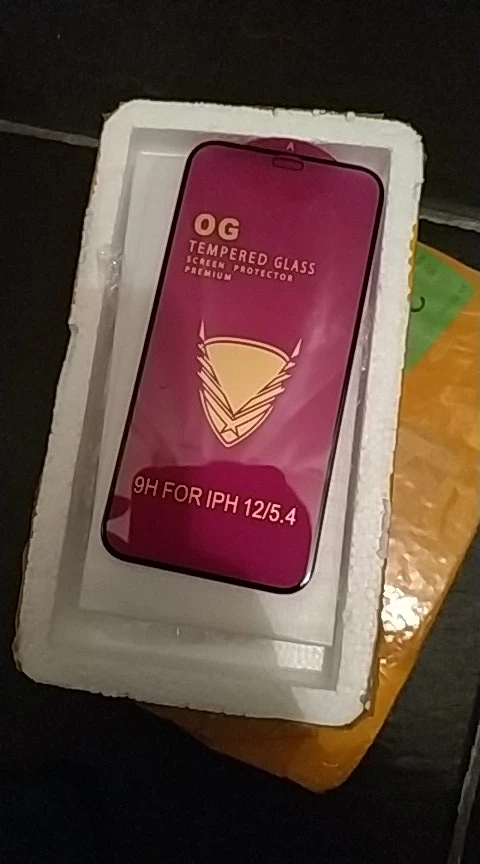 A
OG
TEMPERED GLASS
SCREEN PROTECTOR
PREMIUM
9H FOR IPH 12/5.4